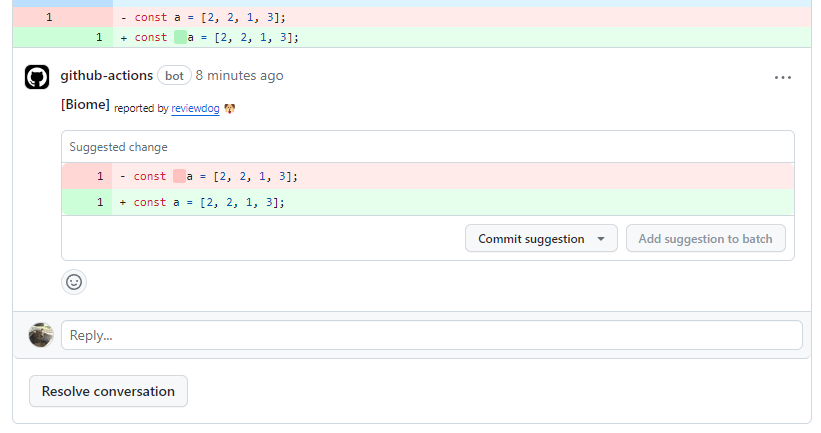 1 - const a = [2, 2, 1, 3];
1 + const   a = [2, 2, 1, 3];
github-actions bot 8 minutes ago
[Biome] reported by reviewdog 🐶
Suggested change
1 - const   a = [2, 2, 1, 3];
1 + const a = [2, 2, 1, 3];
Commit suggestion Add suggestion to batch
Reply...
Resolve conversation